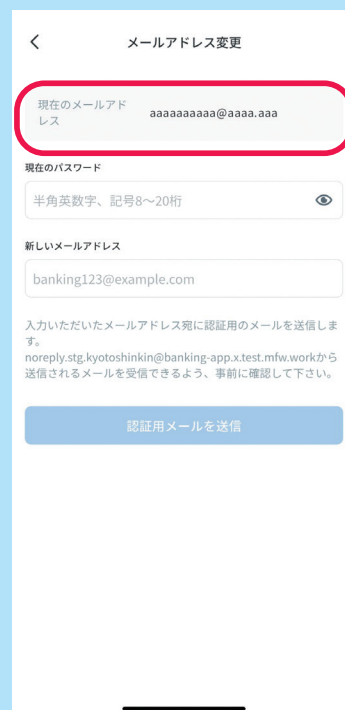 メールアドレス変更
現在のメールアド
レス
aaaaaaaaaa@aaaa.aaa
現在のパスワード
半角英数字、記号8〜20桁
新しいメールアドレス
banking123@example.com
入力いただいたメールアドレス宛に認証用のメールを送信しま
す。
noreply.stg.kyotoshinkin@banking-app.x.test.mfw.workから
送信されるメールを受信できるよう、事前に確認して下さい。
認証用メールを送信